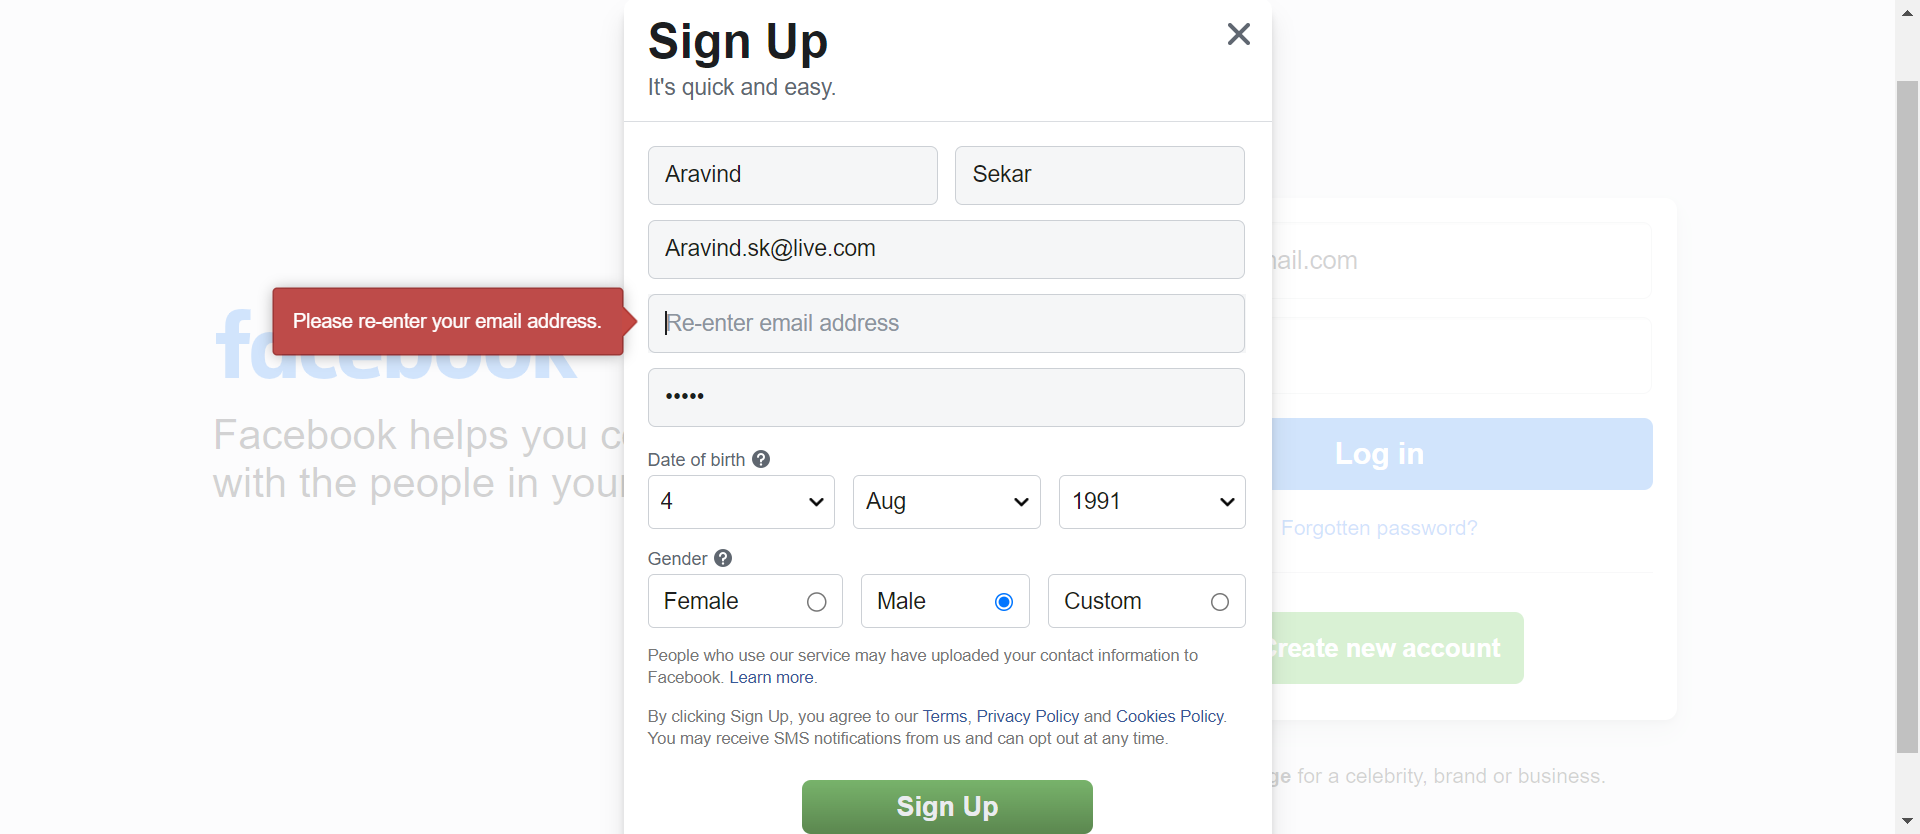 Sign Up
It's quick and easy.
Aravind Sekar
Aravind.sk@live.com
Please re-enter your email address.
Re-enter email address
•••••
Date of birth
4 Aug 1991
Gender
Female Male Custom
People who use our service may have uploaded your contact information to
Facebook. Learn more.
By clicking Sign Up, you agree to our Terms, Privacy Policy and Cookies Policy.
You may receive SMS notifications from us and can opt out at any time.
Sign Up
facebook
Facebook helps you
with the people in your
ail.com
Log in
Forgotten password?
Create new account
for a celebrity, brand or business.